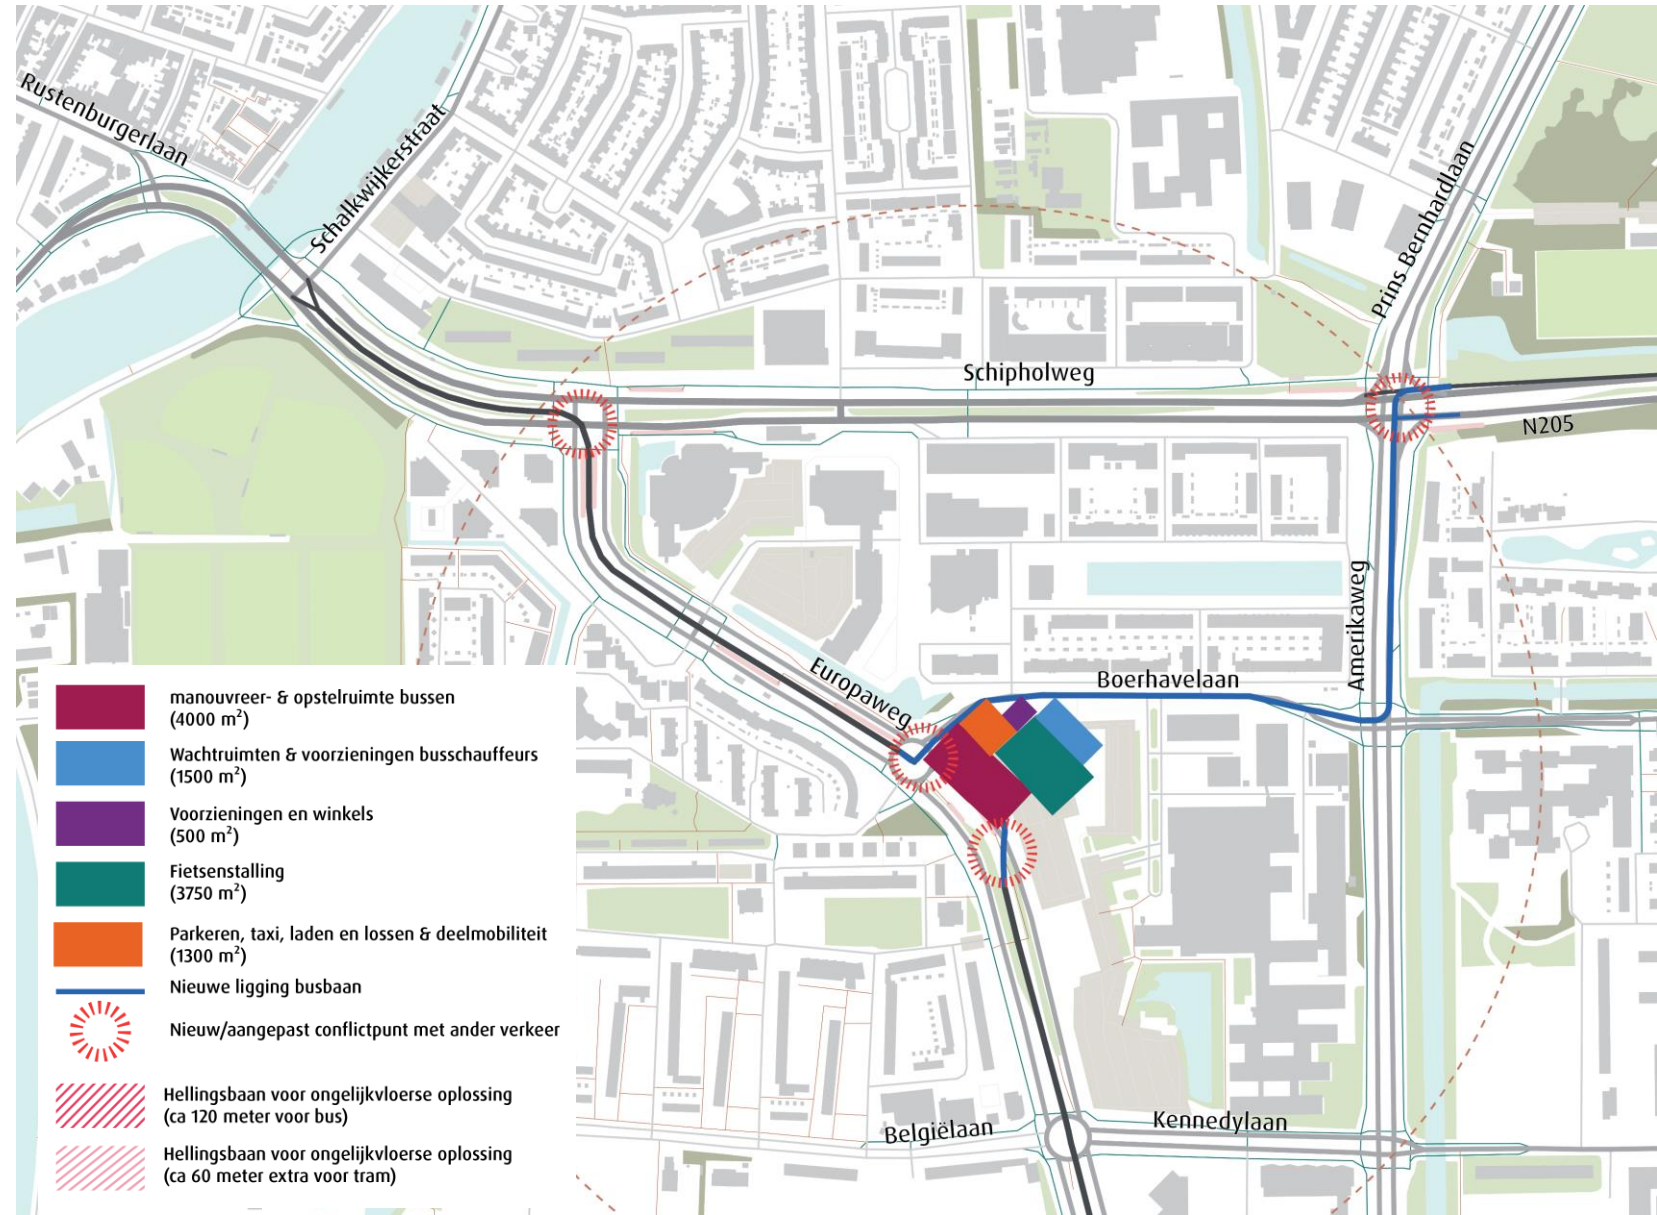 Rustenburgerlaan
Schalkwijkerstraat
Prins Bernhardlaan
Schipholweg
N205
Amerikaweg
Europaweg
Boerhavelaan
Belgiëlaan
Kennedylaan
manouvreer- & opstelruimte bussen
(4000 m²)
Wachtruimten & voorzieningen busschauffeurs
(1500 m²)
Voorzieningen en winkels
(500 m²)
Fietsenstalling
(3750 m²)
Parkeren, taxi, laden en lossen & deelmobiliteit
(1300 m²)
Nieuwe ligging busbaan
Nieuw/aangepast conflictpunt met ander verkeer
Hellingsbaan voor ongelijkvloerse oplossing
(ca 120 meter voor bus)
Hellingsbaan voor ongelijkvloerse oplossing
(ca 60 meter extra voor tram)